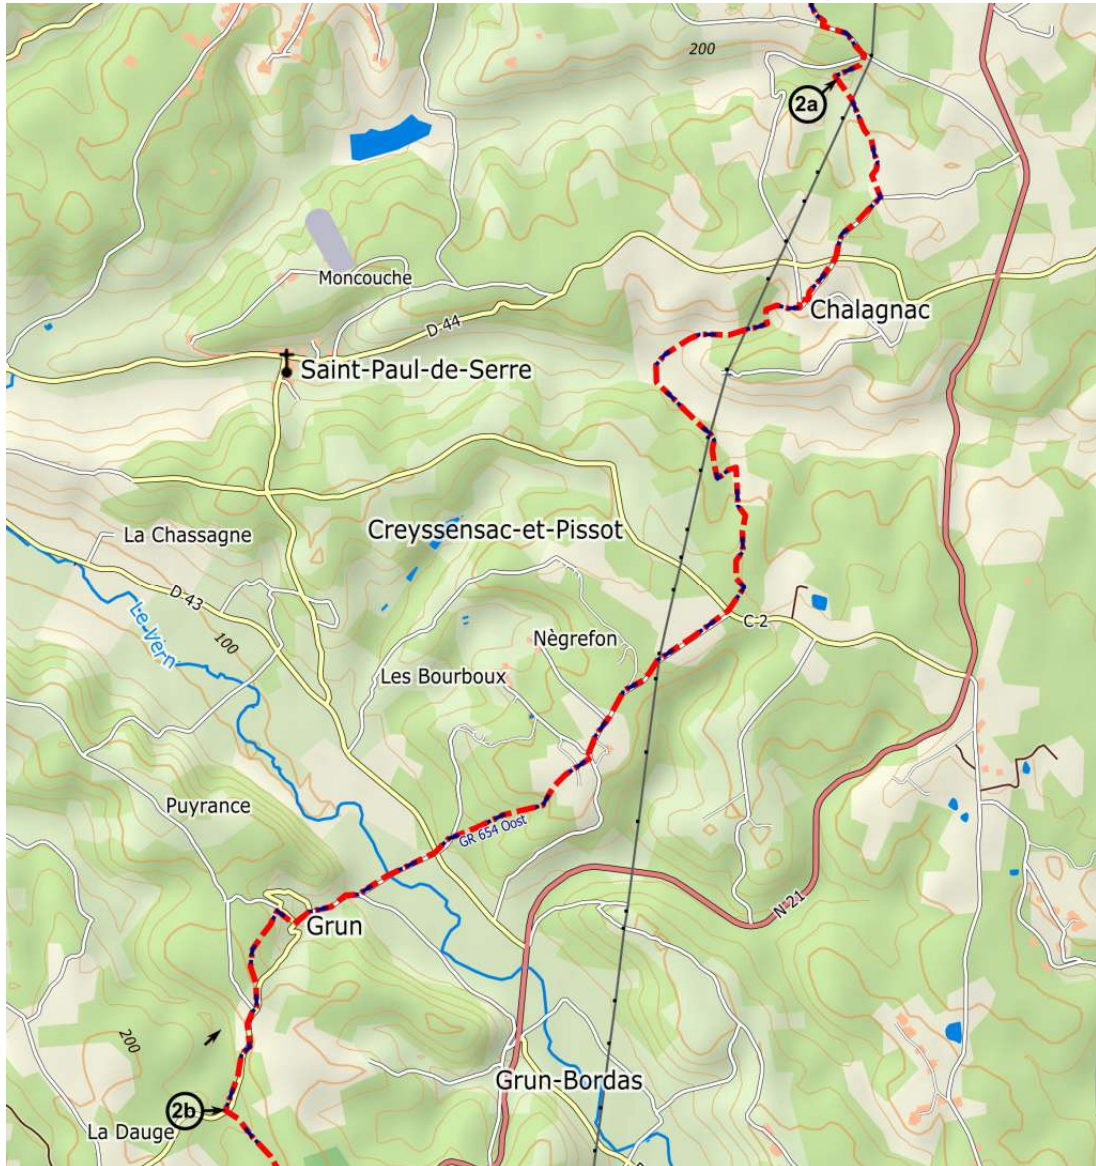 200
2a
Moncouche
Chalagnac
D 44
Saint-Paul-de-Serre
La Chassagne
Creyssensac-et-Pissot
D 43
Le Vern
100
C 2
Nègrefon
Les Bourboux
Puyrance
GR 654 Oost
N 21
Grun
200
Grun-Bordas
2b
La Dauge